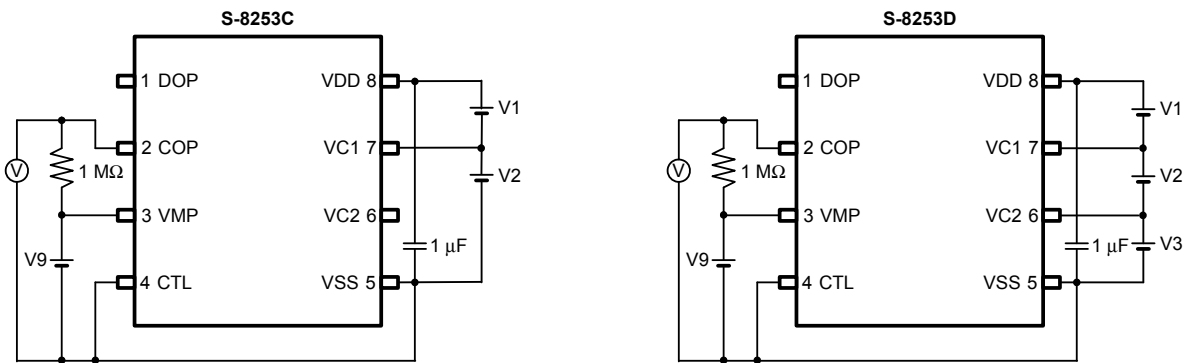 S-8253C
1 DOP
VDD 8
V1
2 COP
VC1 7
V
1 MΩ
V2
3 VMP
VC2 6
V9
1 μF
4 CTL
VSS 5
S-8253D
1 DOP
VDD 8
V1
2 COP
VC1 7
V
1 MΩ
V2
3 VMP
VC2 6
V9
1 μF
V3
4 CTL
VSS 5